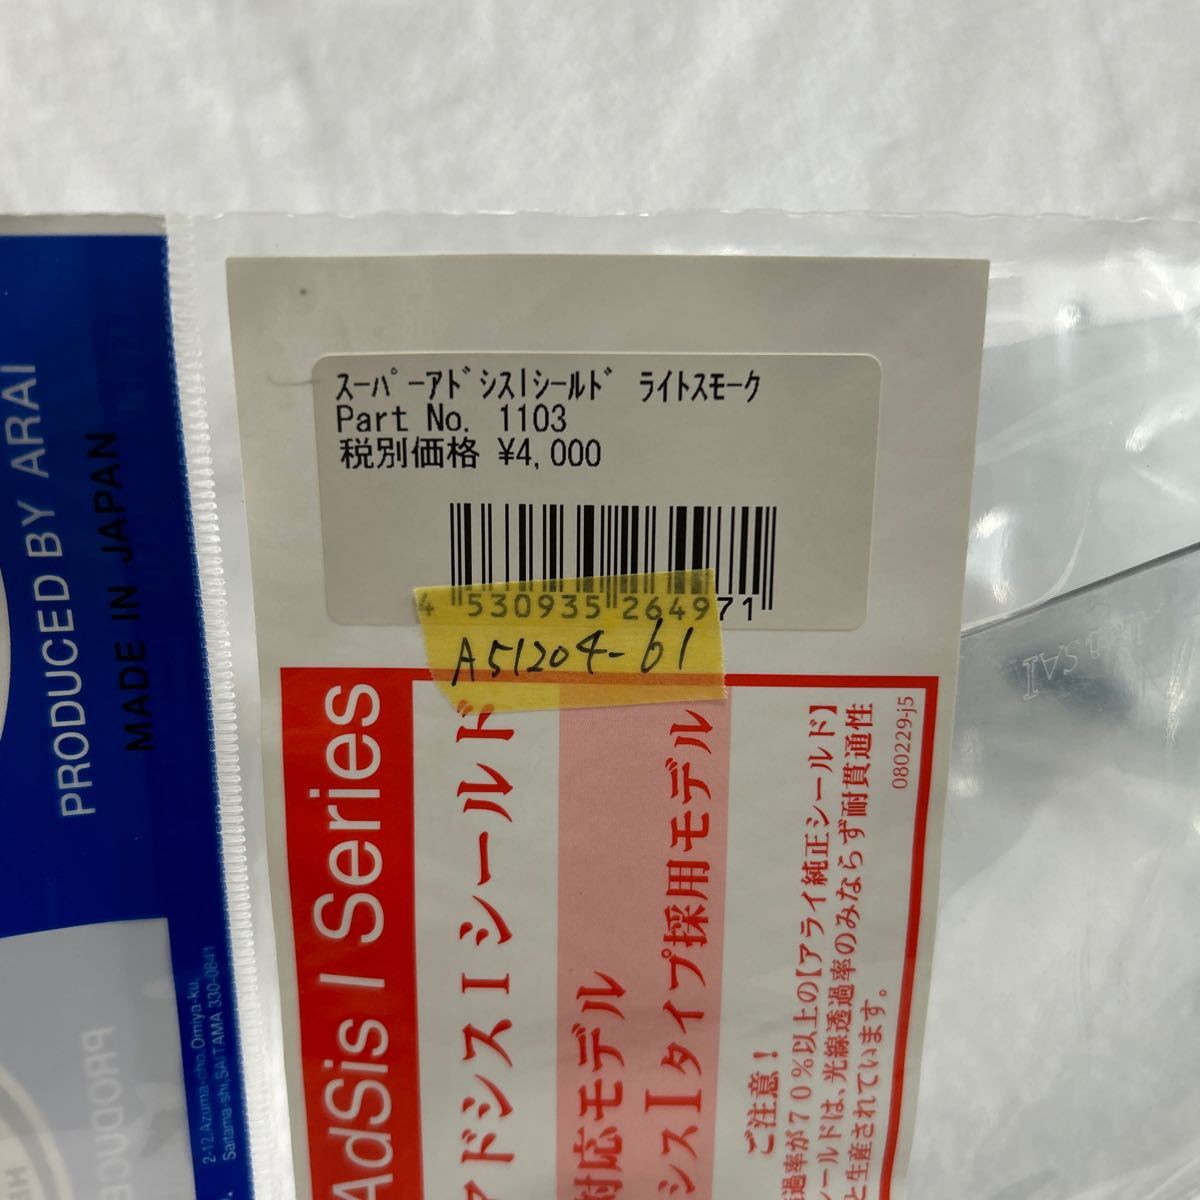 スーパーアドシスIシールド ライトスモーク
Part No. 1103
税別価格 ¥4,000
4 530935 264971
A51204-61
PRODUCED BY ARAI
MADE IN JAPAN
2-12,Azuma-cho,Omiya-ku,
Saitama-shi,SAITAMA 330-0841
PRODUC
AdSis I Series
アドシスIシールド
対応モデル
シスIタイプ採用モデル
ご注意!
過率が70%以上の【アライ純正シールド】
ールドは、光線透過率のみならず耐貫通性
と生産されています。
080229-j5